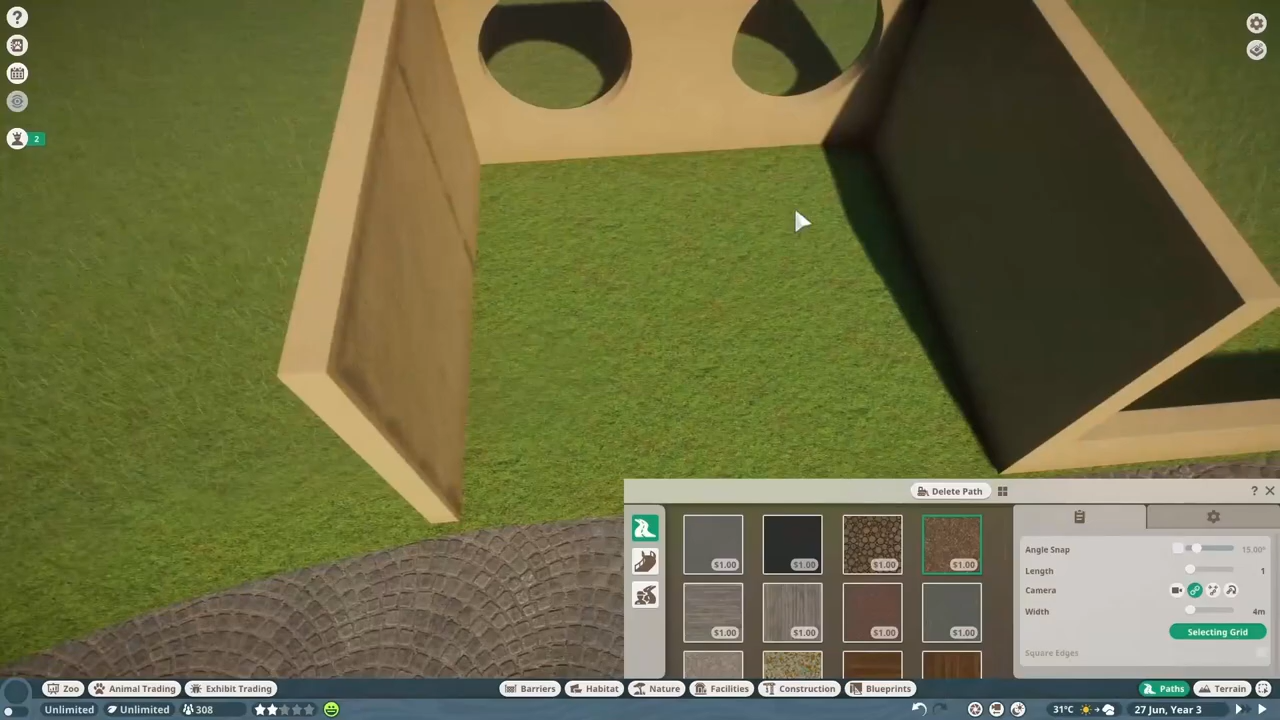 ?
2
Delete Path
?
$1.00 $1.00 $1.00 $1.00
$1.00 $1.00 $1.00 $1.00
Angle Snap 15.00°
Length 1
Camera
Width 4m
Selecting Grid
Square Edges
Zoo Animal Trading Exhibit Trading Barriers Habitat Nature Facilities Construction Blueprints Paths Terrain
Unlimited Unlimited 308 31°C 27 Jun, Year 3